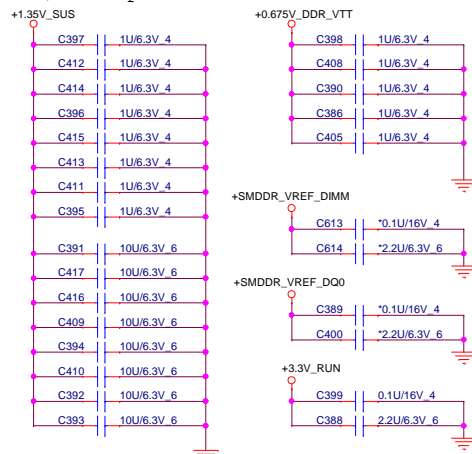 +1.35V_SUS
C397 1U/6.3V_4
C412 1U/6.3V_4
C414 1U/6.3V_4
C396 1U/6.3V_4
C415 1U/6.3V_4
C413 1U/6.3V_4
C411 1U/6.3V_4
C395 1U/6.3V_4
C391 10U/6.3V_6
C417 10U/6.3V_6
C416 10U/6.3V_6
C409 10U/6.3V_6
C394 10U/6.3V_6
C410 10U/6.3V_6
C392 10U/6.3V_6
C393 10U/6.3V_6
+0.675V_DDR_VTT
C398 1U/6.3V_4
C408 1U/6.3V_4
C390 1U/6.3V_4
C386 1U/6.3V_4
C405 1U/6.3V_4
+SMDDR_VREF_DIMM
C613 *0.1U/16V_4
C614 *2.2U/6.3V_6
+SMDDR_VREF_DQ0
C389 *0.1U/16V_4
C400 *2.2U/6.3V_6
+3.3V_RUN
C399 0.1U/16V_4
C388 2.2U/6.3V_6